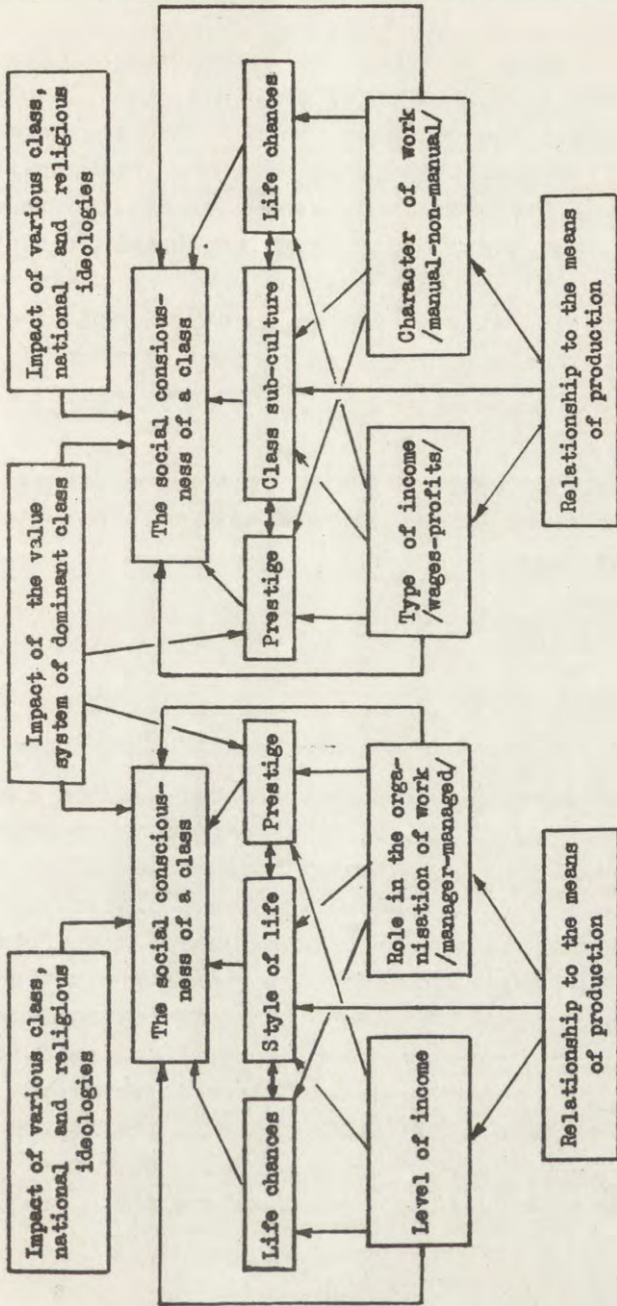 Impact of various class,
national and religious
ideologies
Impact of the value
system of dominant class
Impact of various class,
national and religious
ideologies
The social conscious-
ness of a class
The social consious-
ness of a class
Life chances
Style of life
Prestige
Prestige
Class sub-culture
Life chances
Level of income
Role in the orga-
nisation of work
/manager-managed/
Type of income
/wages-profits/
Character of work
/manual-non-manual/
Relationship to the means
of production
Relationship to the means
of production